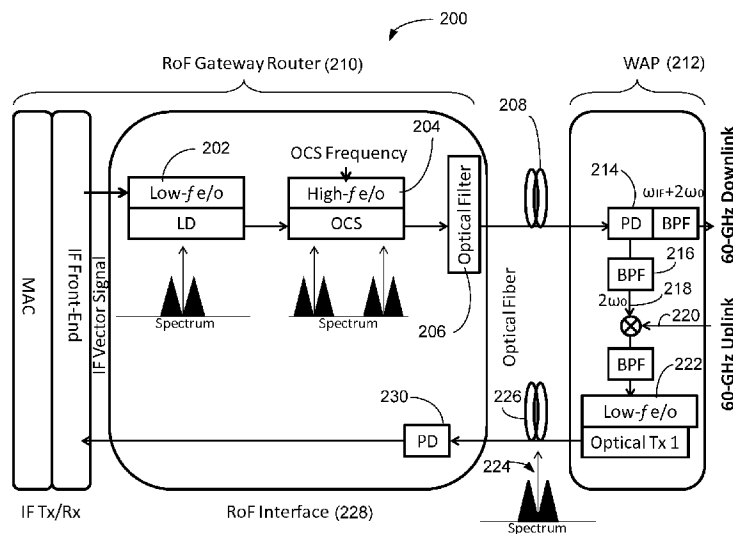 200
RoF Gateway Router (210)
WAP (212)
202
204
208
OCS Frequency
214
ωIF+2ω0
Low-f e/o
LD
High-f e/o
OCS
Optical Filter
PD
BPF
60-GHz Downlink
MAC
IF Front-End
IF Vector Signal
BPF
216
218
2ω0
220
Spectrum
Spectrum
206
Optical Fiber
60-GHz Uplink
BPF
222
230
226
Low-f e/o
PD
Optical Tx 1
224
IF Tx/Rx
RoF Interface (228)
Spectrum